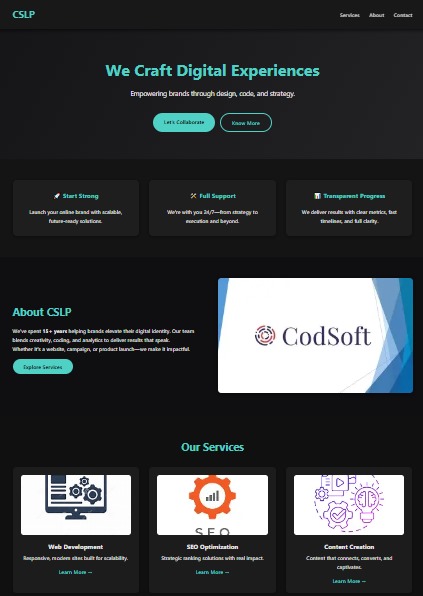 CSLP
Services About Contact
We Craft Digital Experiences
Empowering brands through design, code, and strategy.
Let's Collaborate
Know More
🚀 Start Strong
Launch your online brand with scalable,
future-ready solutions.
🛠️ Full Support
We're with you 24/7—from strategy to
execution and beyond.
📊 Transparent Progress
We deliver results with clear metrics, fast
timelines, and full clarity.
About CSLP
We've spent 15+ years helping brands elevate their digital identity. Our team
blends creativity, coding, and analytics to deliver results that speak.
Whether it's a website, campaign, or product launch—we make it impactful.
Explore Services
CodSoft
Our Services
Web Development
Responsive, modern sites built for scalability.
Learn More →
SEO
SEO Optimization
Strategic ranking solutions with real impact.
Learn More →
Content Creation
Content that connects, converts, and
captivates.
Learn More →